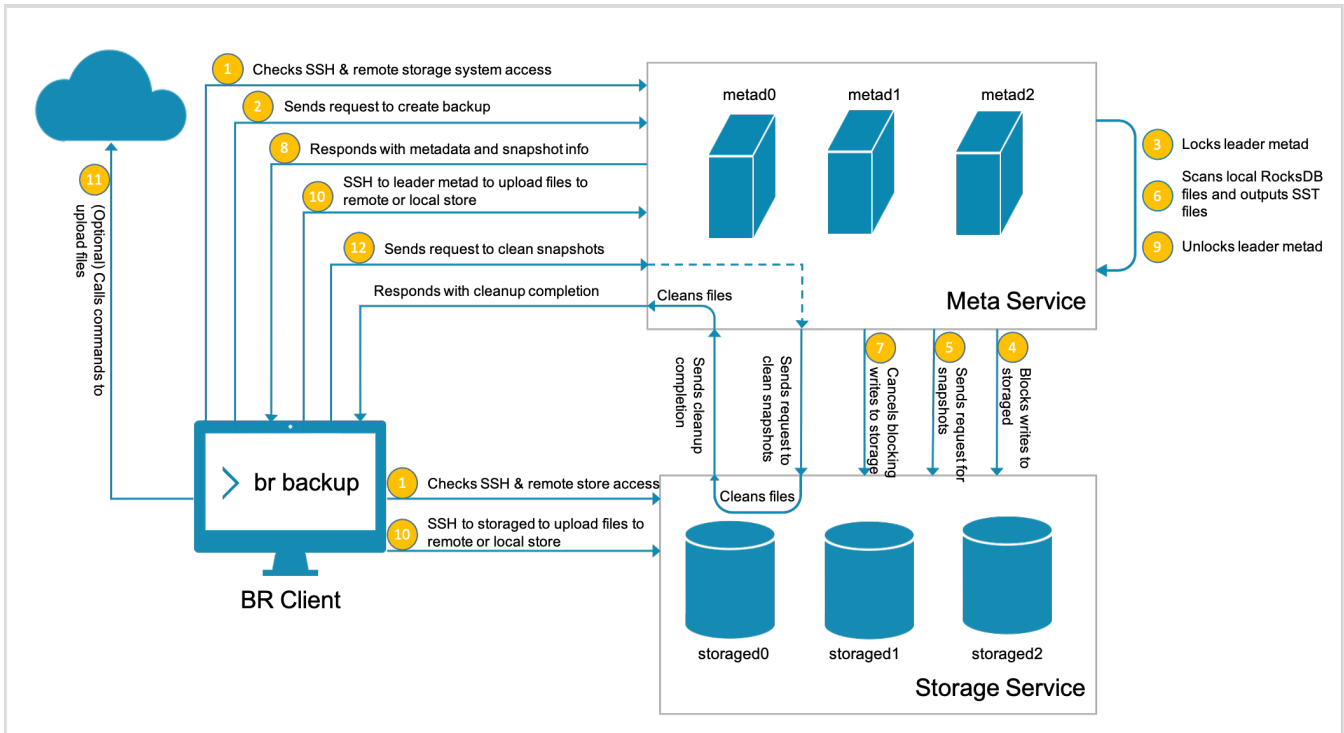 1 Checks SSH & remote storage system access
2 Sends request to create backup
8 Responds with metadata and snapshot info
10 SSH to leader metad to upload files to
remote or local store
12 Sends request to clean snapshots
Responds with cleanup completion
11 (Optional) Calls commands to
upload files
metad0
metad1
metad2
Cleans files
Meta Service
3 Locks leader metad
6 Scans local RocksDB
files and outputs SST
files
9 Unlocks leader metad
Sends cleanup
completion
Sends request to
clean snapshots
7 Cancels blocking
writes to storage
5 Sends request for
snapshots
4 Blocks writes to
storaged
br backup
BR Client
1 Checks SSH & remote store access
10 SSH to storaged to upload files to
remote or local store
Cleans files
storaged0
storaged1
storaged2
Storage Service